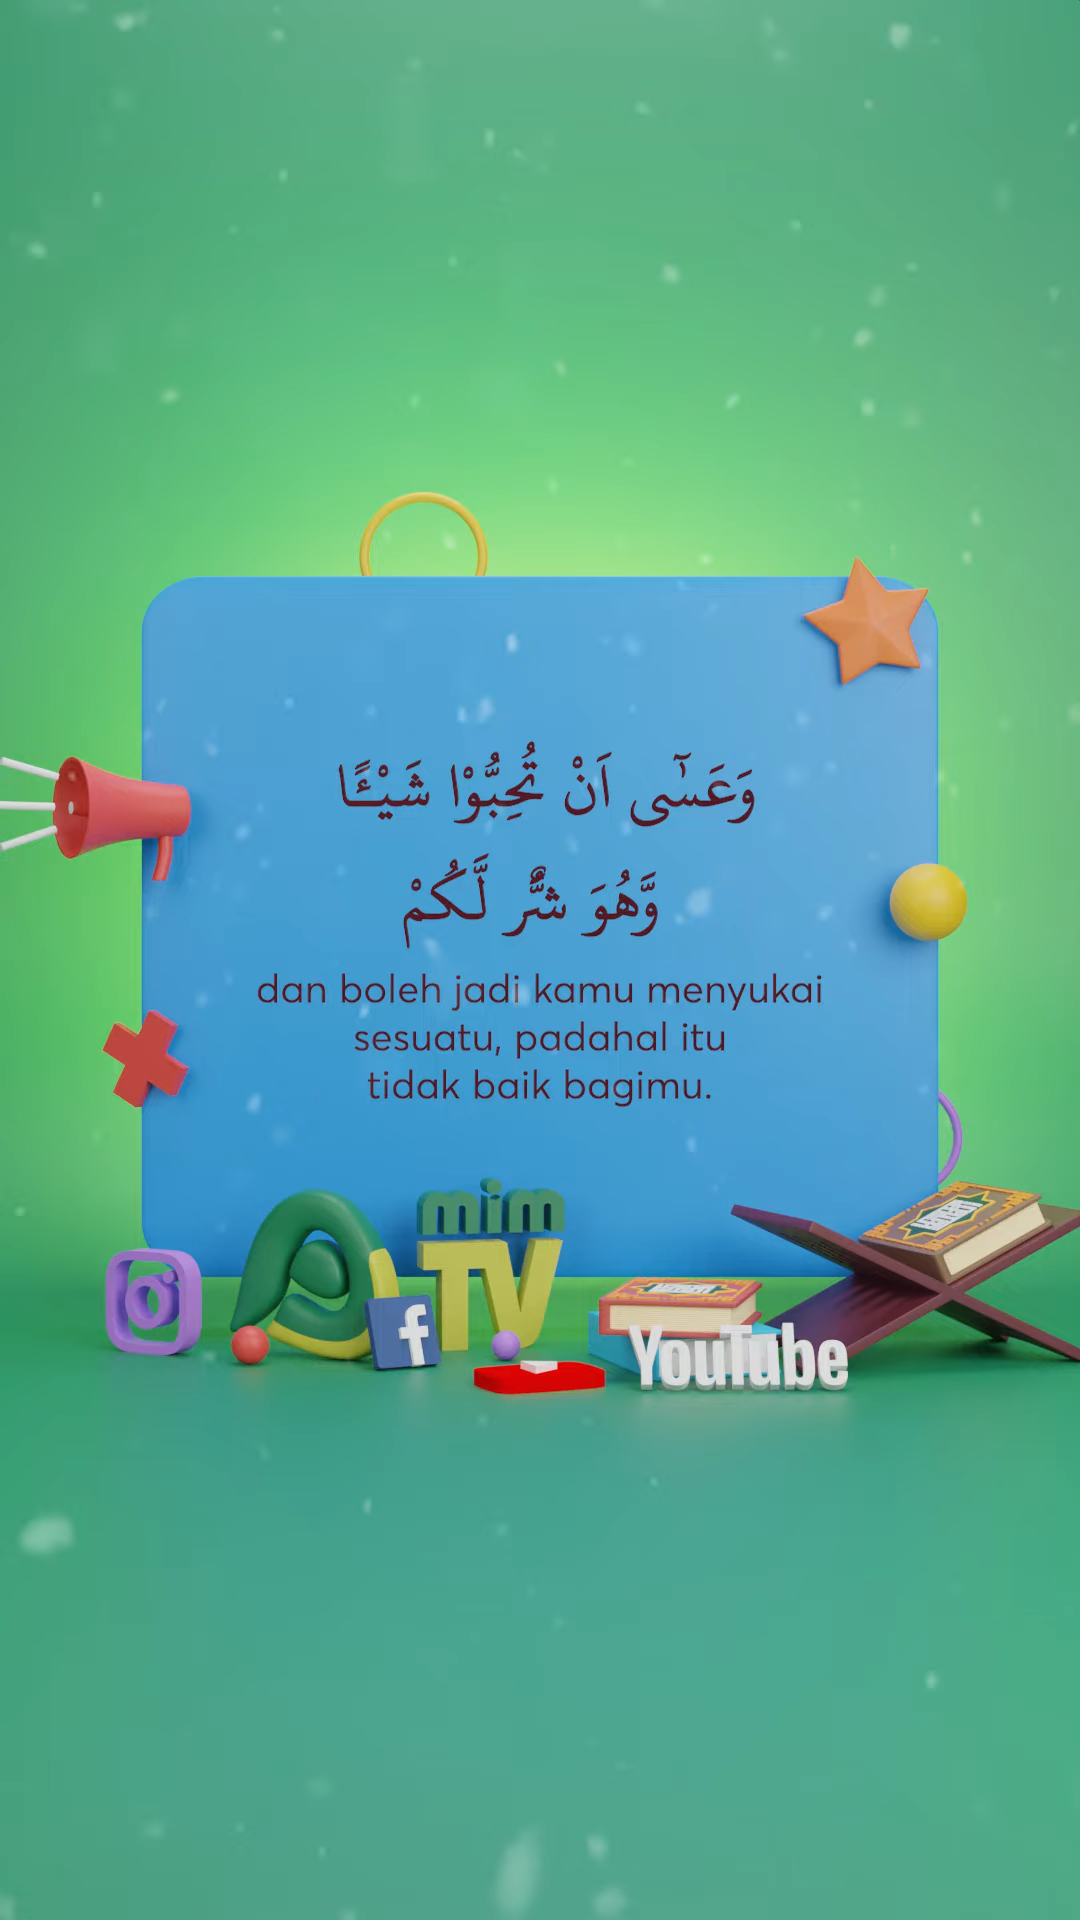 وَعَسٰٓى اَنْ تُحِبُّوْا شَيْـًٔا
وَّهُوَ شَرٌّ لَّكُمْ
dan boleh jadi kamu menyukai
sesuatu, padahal itu
tidak baik bagimu.
mim
TV
f
YouTube